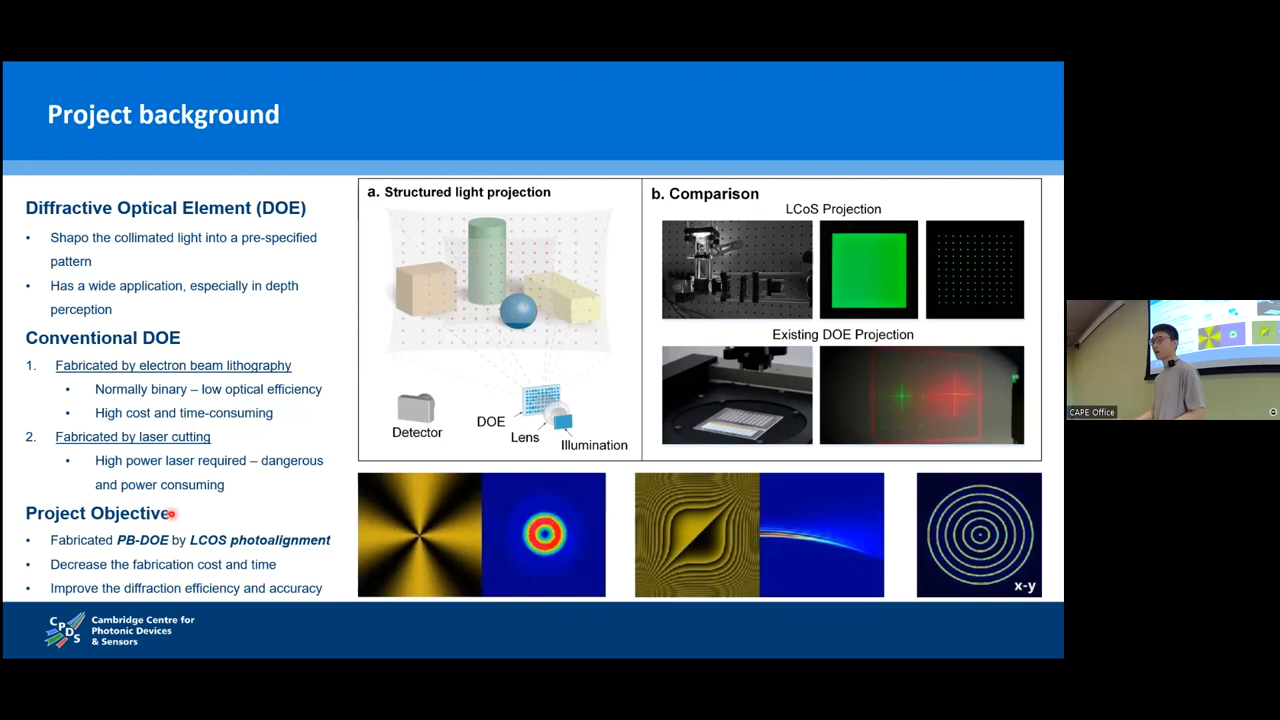 Project background
Diffractive Optical Element (DOE)
• Shapo the collimated light into a pre-specified
pattern
• Has a wide application, especially in depth
perception
Conventional DOE
1. Fabricated by electron beam lithography
• Normally binary – low optical efficiency
• High cost and time-consuming
2. Fabricated by laser cutting
• High power laser required – dangerous
and power consuming
Project Objective
• Fabricated PB-DOE by LCOS photoalignment
• Decrease the fabrication cost and time
• Improve the diffraction efficiency and accuracy
a. Structured light projection
Detector
DOE
Lens
Illumination
b. Comparison
LCoS Projection
Existing DOE Projection
x-y
CPDS
Cambridge Centre for
Photonic Devices
& Sensors
CAPE Office